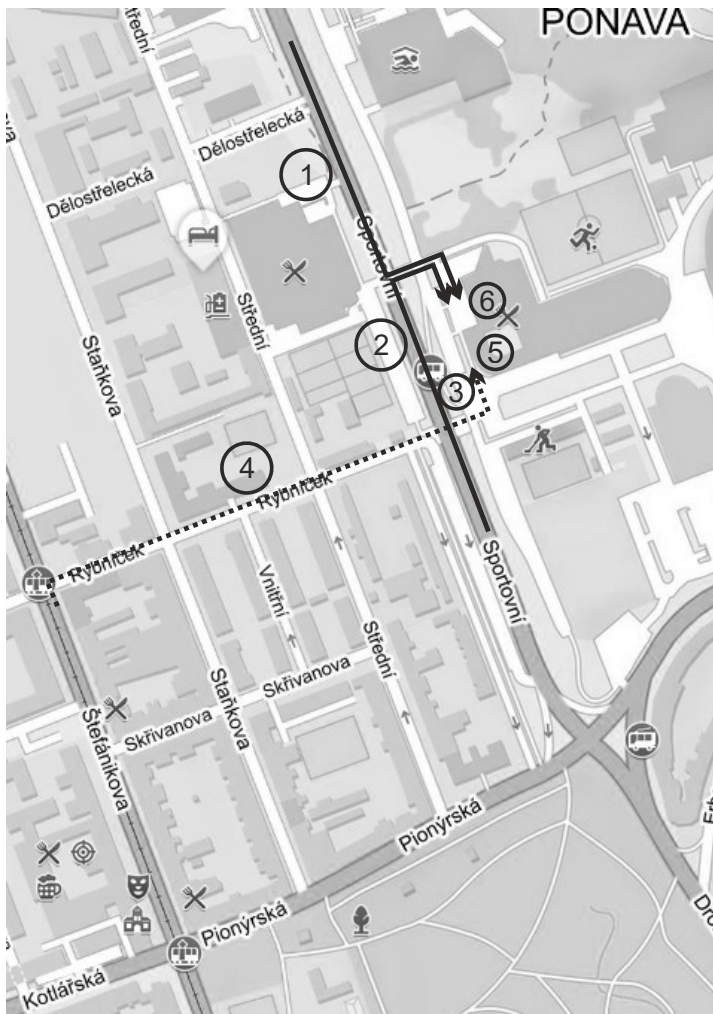 PONAVA
Střední
Dělostřelecká
Dělostřelecká
1
Sportovní
6
Střední
2
5
Staňkova
3
4
Rybníček
Rybníček
Sportovní
Vnitřní
Střední
Skřivanova
Staňkova
Skřivanova
Štefánikova
Pionýrská
Pionýrská
Kotlářská